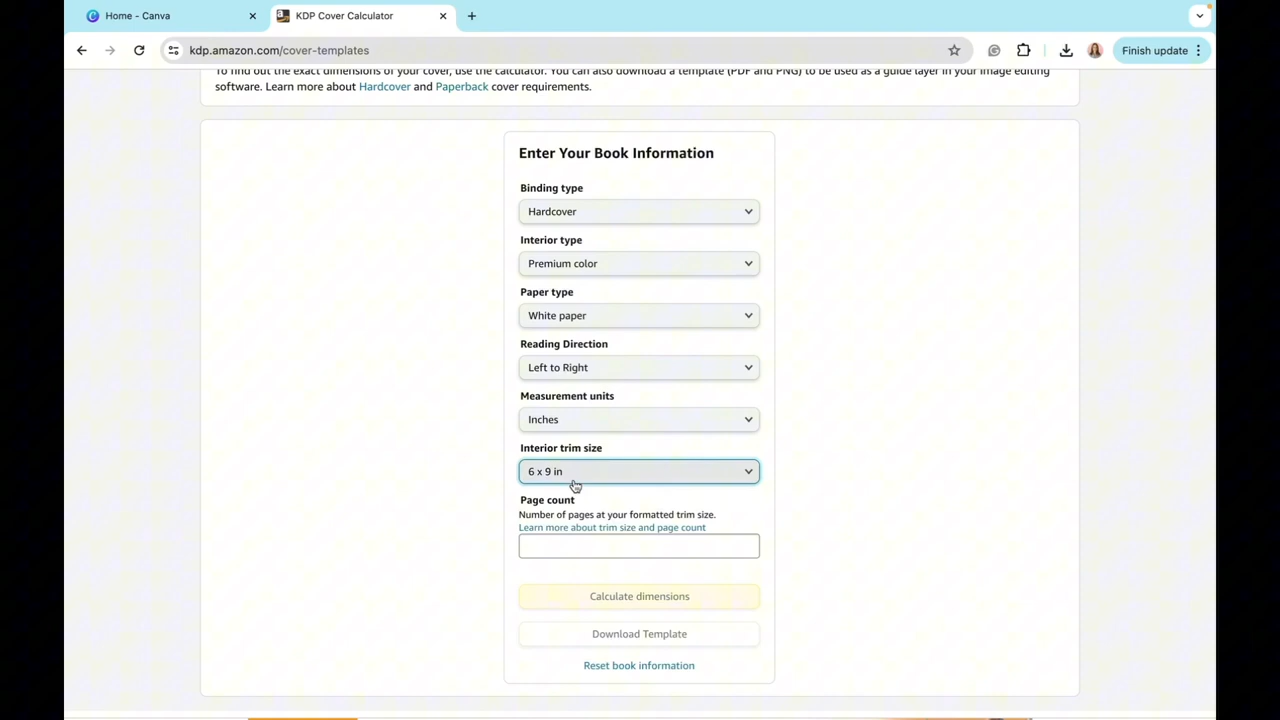 Home - Canva
KDP Cover Calculator
kdp.amazon.com/cover-templates
Finish update
To find out the exact dimensions of your cover, use the calculator. You can also download a template (PDF and PNG) to be used as a guide layer in your image editing
software. Learn more about Hardcover and Paperback cover requirements.
Enter Your Book Information
Binding type
Hardcover
Interior type
Premium color
Paper type
White paper
Reading Direction
Left to Right
Measurement units
Inches
Interior trim size
6 x 9 in
Page count
Number of pages at your formatted trim size.
Learn more about trim size and page count
Calculate dimensions
Download Template
Reset book information